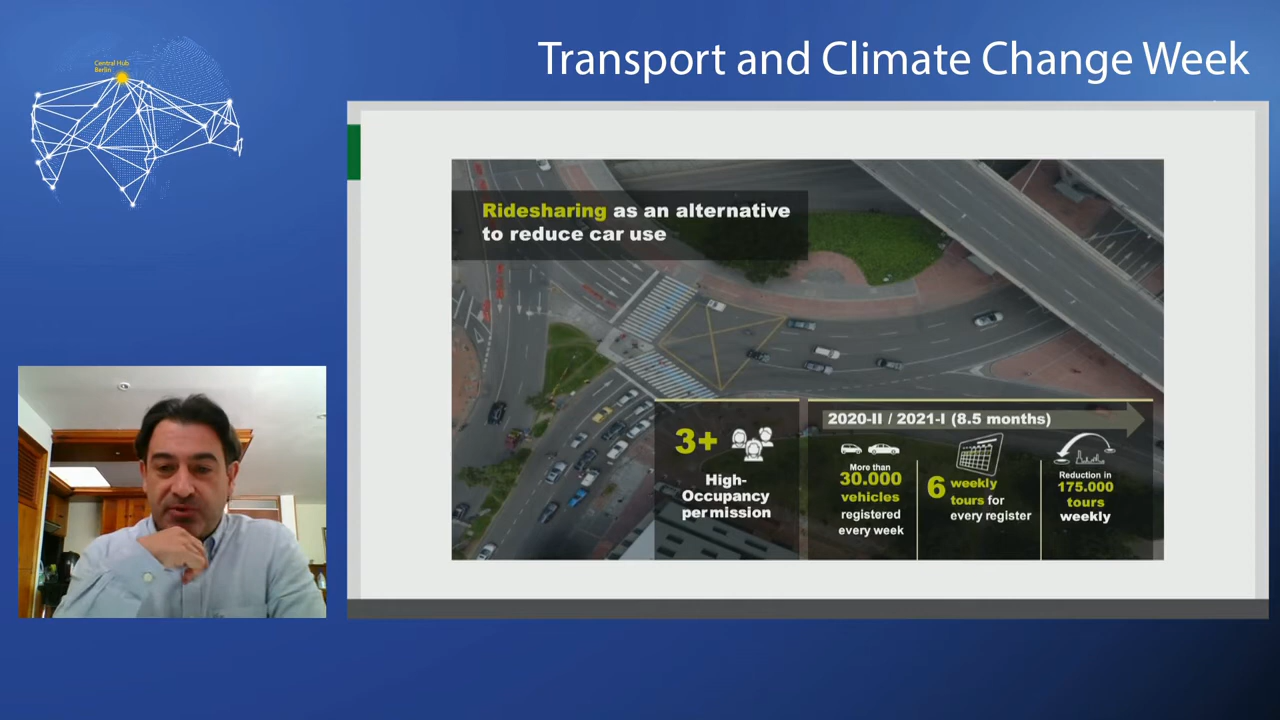 Transport and Climate Change Week
Central Hub
Berlin
Ridesharing as an alternative
to reduce car use
3+
High-
Occupancy
permission
2020-II / 2021-I (8.5 months)
More than
30.000
vehicles
registered
every week
6 weekly
tours for
every register
Reduction in
175.000
tours
weekly